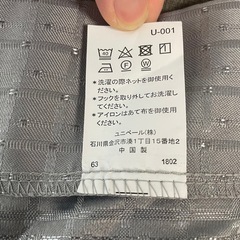 U-001
・洗濯の際ネットを御使用
ください。
・フックを取り外してお洗濯し
てください。
・アイロンはあて布を御使用
ください。
ユニベール(株)
石川県金沢市湊1丁目15番地2
中国製
63 1802